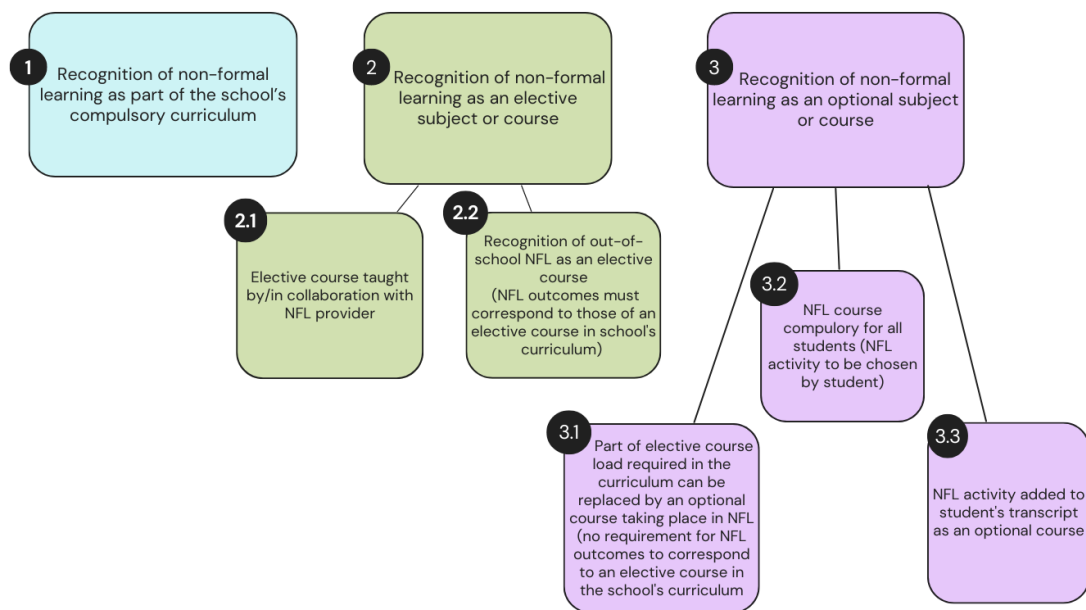 1
Recognition of non-formal
learning as part of the school's
compulsory curriculum
2
Recognition of non-formal
learning as an elective
subject or course
3
Recognition of non-formal
learning as an optional subject
or course
2.1
Elective course taught
by/in collaboration with
NFL provider
2.2
Recognition of out-of-
school NFL as an elective
course
(NFL outcomes must
correspond to those of an
elective course in school's
curriculum)
3.1
Part of elective course
load required in the
curriculum can be
replaced by an optional
course taking place in NFL
(no requirement for NFL
outcomes to correspond
to an elective course in
the school's curriculum
3.2
NFL course
compulory for all
students (NFL
activity to be chosen
by student)
3.3
NFL activity added to
student's transcript
as an optional course